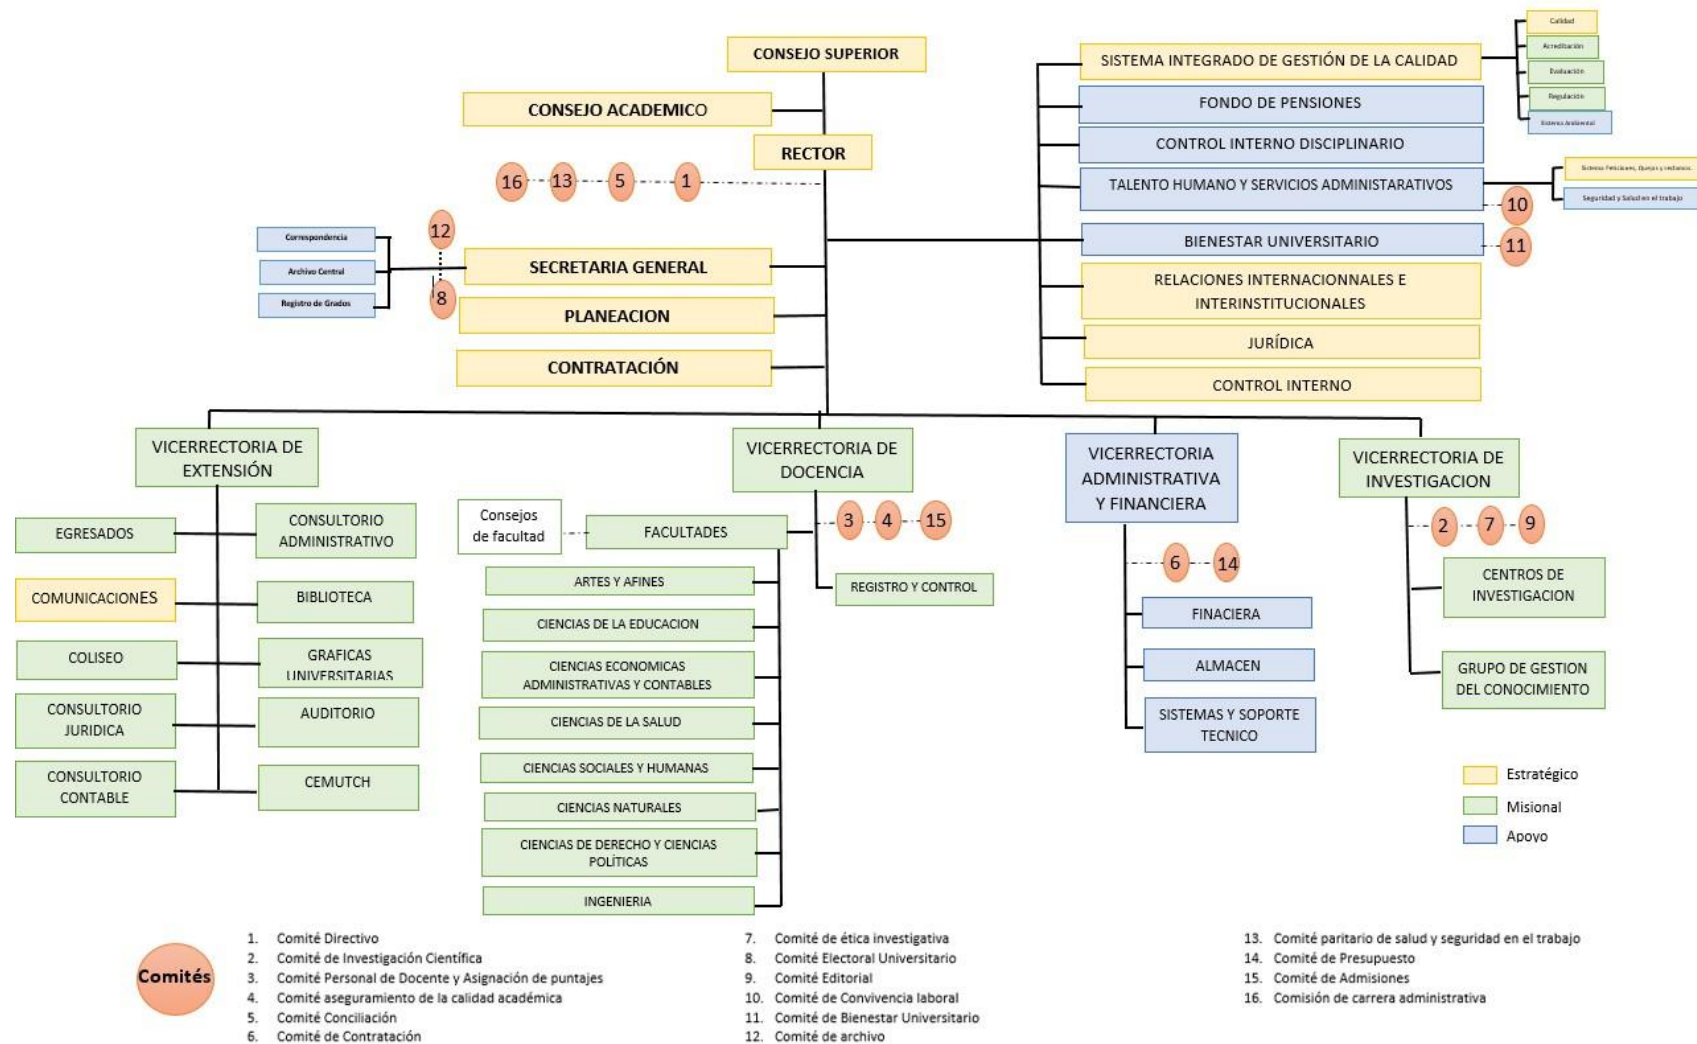 CONSEJO SUPERIOR
CONSEJO ACADEMICO
RECTOR
16
13
5
1
12
8
Correspondencia
Archivo Central
Registro de Grados
SECRETARIA GENERAL
PLANEACION
CONTRATACIÓN
SISTEMA INTEGRADO DE GESTIÓN DE LA CALIDAD
FONDO DE PENSIONES
CONTROL INTERNO DISCIPLINARIO
TALENTO HUMANO Y SERVICIOS ADMINISTARATIVOS
BIENESTAR UNIVERSITARIO
RELACIONES INTERNACIONNALES E
INTERINSTITUCIONALES
JURÍDICA
CONTROL INTERNO
Calidad
Acreditación
Evaluación
Regulación
Sistema Ambiental
Sistema Peticiones, Quejas y reclamos
Seguridad y Salud en el trabajo
10
11
VICERRECTORIA DE
EXTENSIÓN
EGRESADOS
CONSULTORIO
ADMINISTRATIVO
COMUNICACIONES
BIBLIOTECA
COLISEO
GRAFICAS
UNIVERSITARIAS
CONSULTORIO
JURIDICA
AUDITORIO
CONSULTORIO
CONTABLE
CEMUTCH
VICERRECTORIA DE
DOCENCIA
Consejos
de facultad
FACULTADES
3
4
15
REGISTRO Y CONTROL
ARTES Y AFINES
CIENCIAS DE LA EDUCACION
CIENCIAS ECONOMICAS
ADMINISTRATIVAS Y CONTABLES
CIENCIAS DE LA SALUD
CIENCIAS SOCIALES Y HUMANAS
CIENCIAS NATURALES
CIENCIAS DE DERECHO Y CIENCIAS
POLÍTICAS
INGENIERIA
VICERRECTORIA
ADMINISTRATIVA
Y FINANCIERA
6
14
FINACIERA
ALMACEN
SISTEMAS Y SOPORTE
TECNICO
VICERRECTORIA DE
INVESTIGACION
2
7
9
CENTROS DE
INVESTIGACION
GRUPO DE GESTION
DEL CONOCIMIENTO
Estratégico
Misional
Apoyo
Comités
1. Comité Directivo
2. Comité de Investigación Científica
3. Comité Personal de Docente y Asignación de puntajes
4. Comité aseguramiento de la calidad académica
5. Comité Conciliación
6. Comité de Contratación
7. Comité de ética investigativa
8. Comité Electoral Universitario
9. Comité Editorial
10. Comité de Convivencia laboral
11. Comité de Bienestar Universitario
12. Comité de archivo
13. Comité paritario de salud y seguridad en el trabajo
14. Comité de Presupuesto
15. Comité de Admisiones
16. Comisión de carrera administrativa